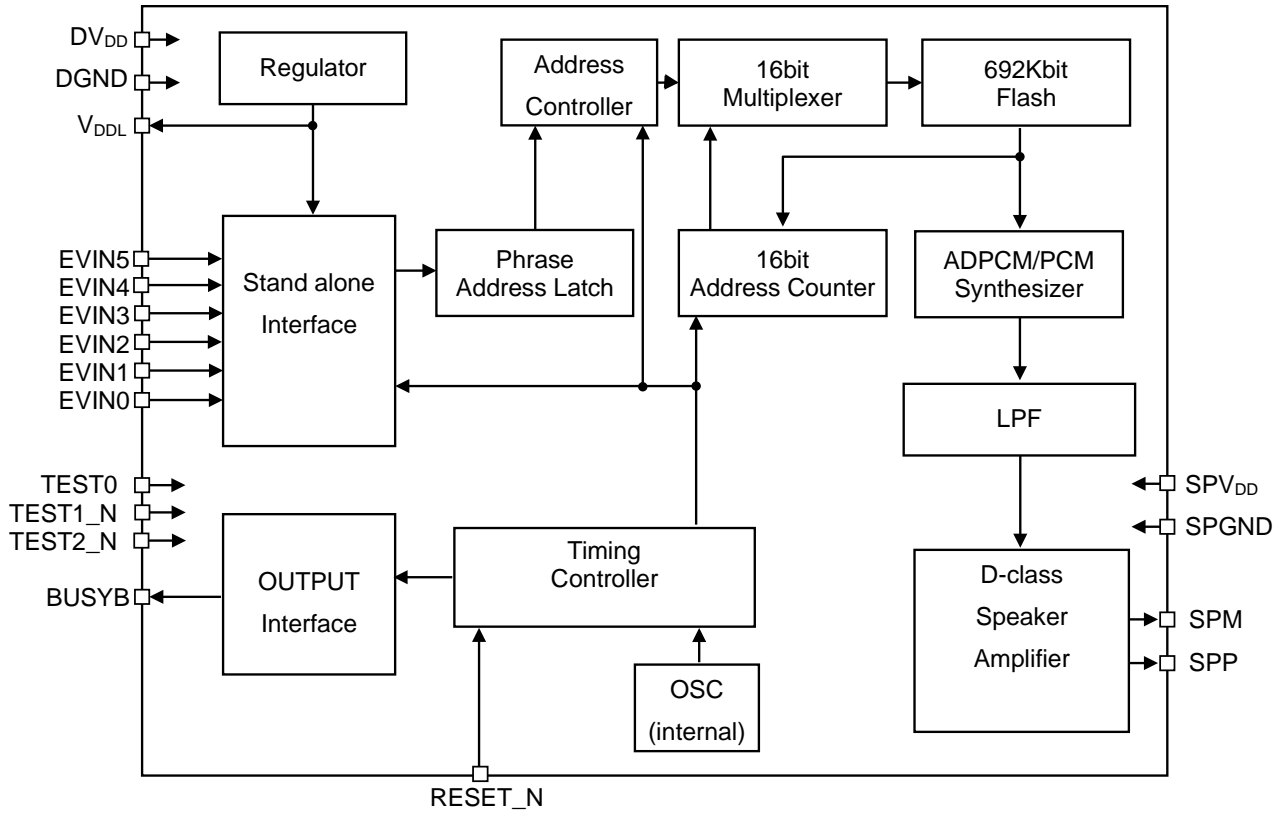 DVDD
DGND
VDDL
Regulator
Address
Controller
16bit
Multiplexer
692Kbit
Flash
EVIN5
EVIN4
EVIN3
EVIN2
EVIN1
EVIN0
Stand alone
Interface
Phrase
Address Latch
16bit
Address Counter
ADPCM/PCM
Synthesizer
LPF
TEST0
TEST1_N
TEST2_N
BUSYB
OUTPUT
Interface
Timing
Controller
OSC
(internal)
D-class
Speaker
Amplifier
SPVDD
SPGND
SPM
SPP
RESET_N